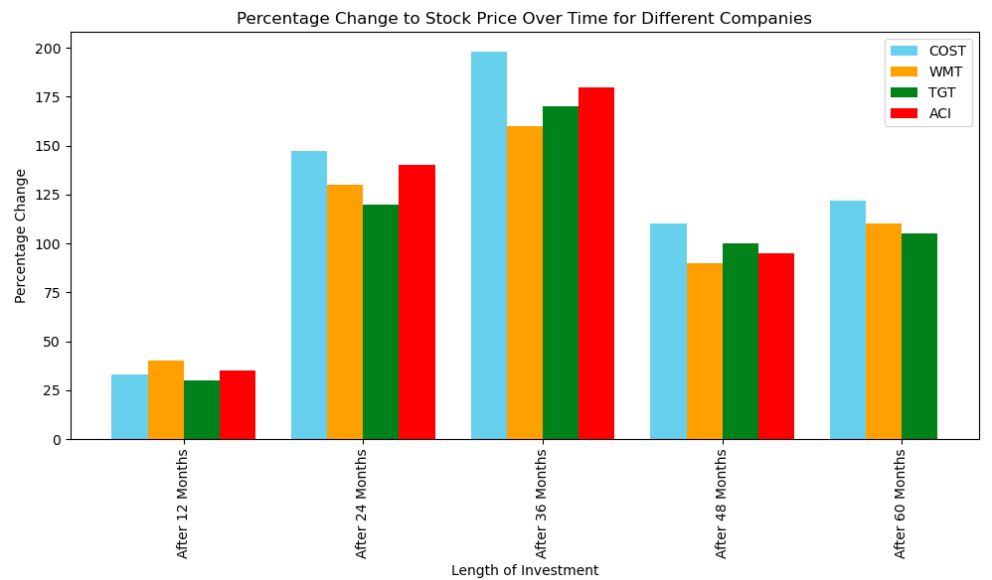 Percentage Change to Stock Price Over Time for Different Companies
COST
WMT
TGT
ACI
Percentage Change
200
175
150
125
100
75
50
25
0
After 12 Months
After 24 Months
After 36 Months
After 48 Months
After 60 Months
Length of Investment